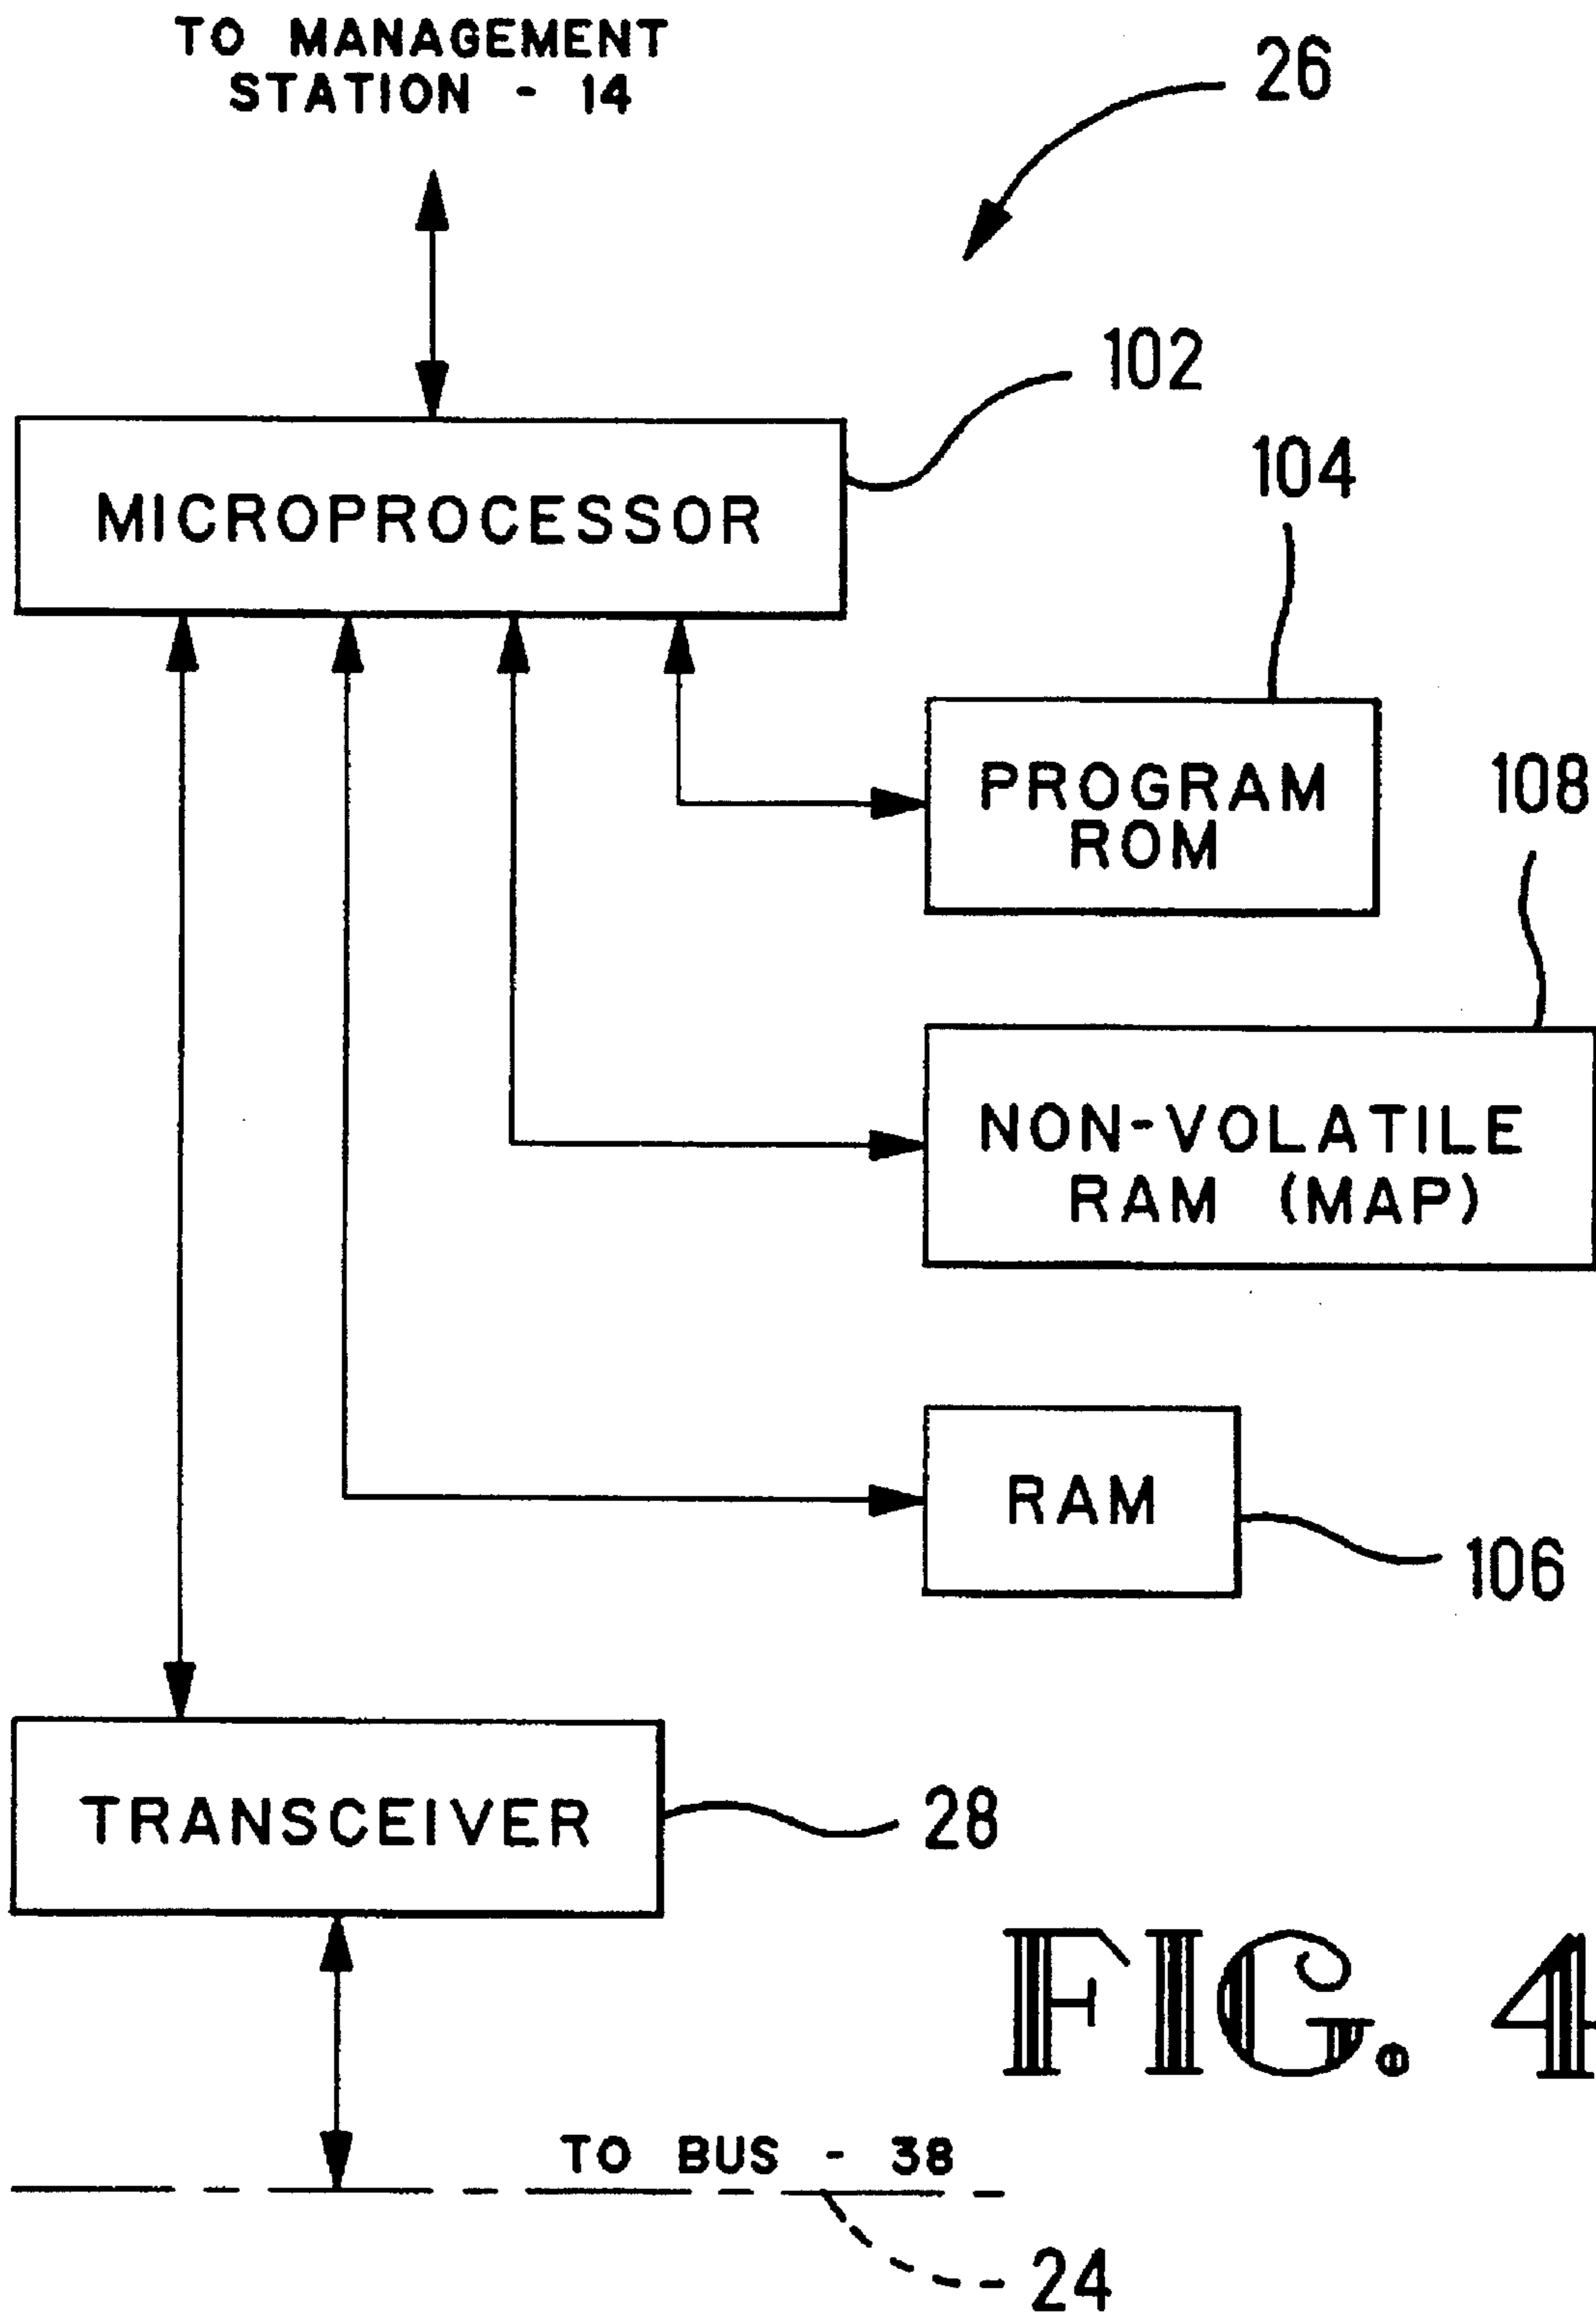 TO MANAGEMENT
STATION - 14
26
102
MICROPROCESSOR
104
PROGRAM
ROM
108
NON-VOLATILE
RAM (MAP)
RAM
106
TRANSCEIVER
28
FIG. 4
TO BUS - 38
24